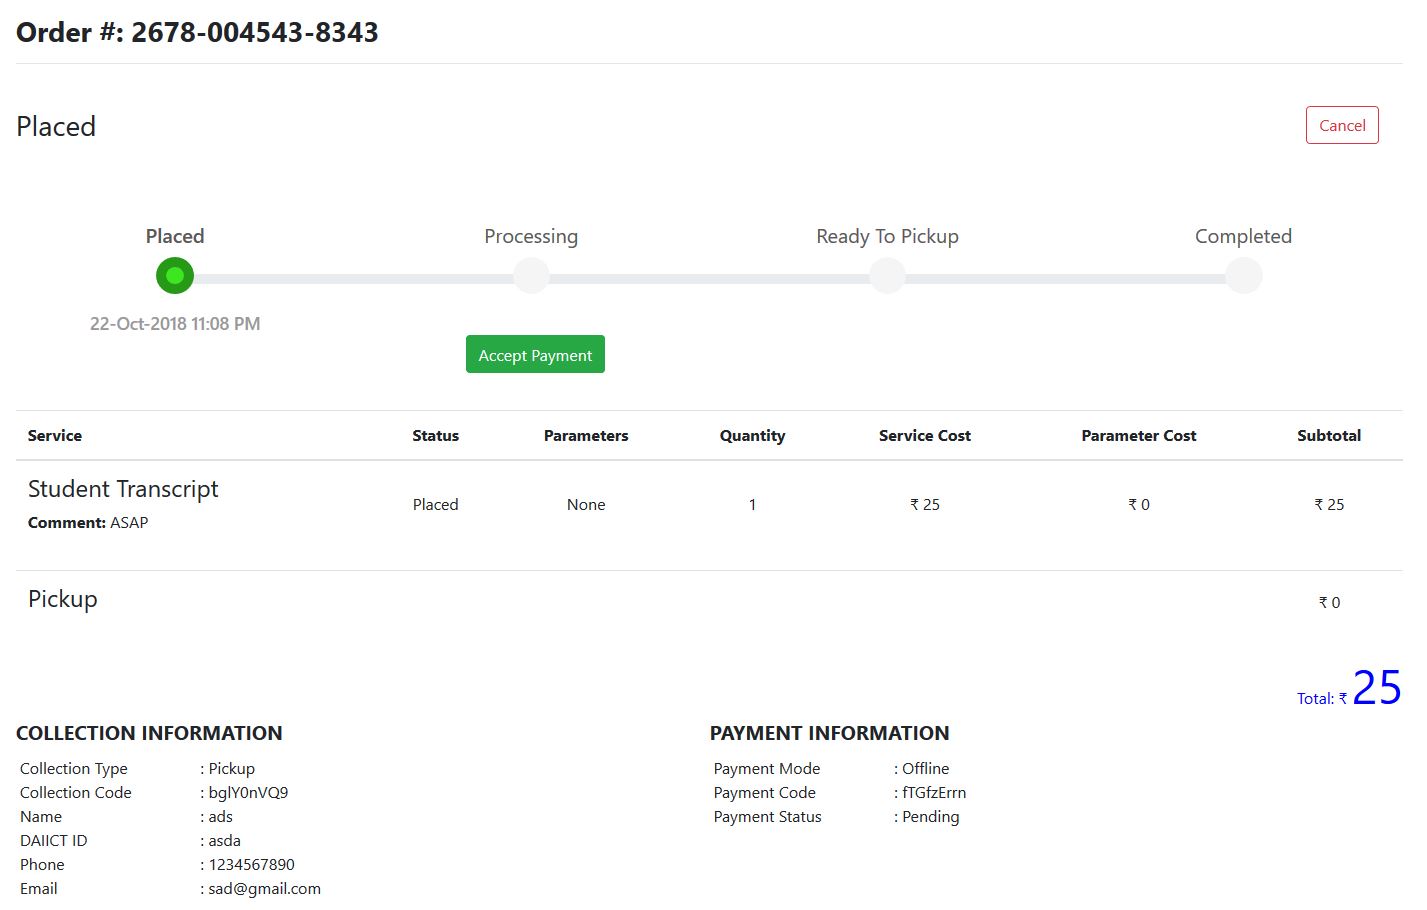 Order #: 2678-004543-8343
Placed
Cancel
Placed Processing Ready To Pickup Completed
22-Oct-2018 11:08 PM
Accept Payment
Service Status Parameters Quantity Service Cost Parameter Cost Subtotal
Student Transcript
Comment: ASAP
Placed None 1 ₹ 25 ₹ 0 ₹ 25
Pickup ₹ 0
Total: ₹ 25
COLLECTION INFORMATION
Collection Type : Pickup
Collection Code : bglY0nVQ9
Name : ads
DAIICT ID : asda
Phone : 1234567890
Email : sad@gmail.com
PAYMENT INFORMATION
Payment Mode : Offline
Payment Code : fTGfzErrn
Payment Status : Pending